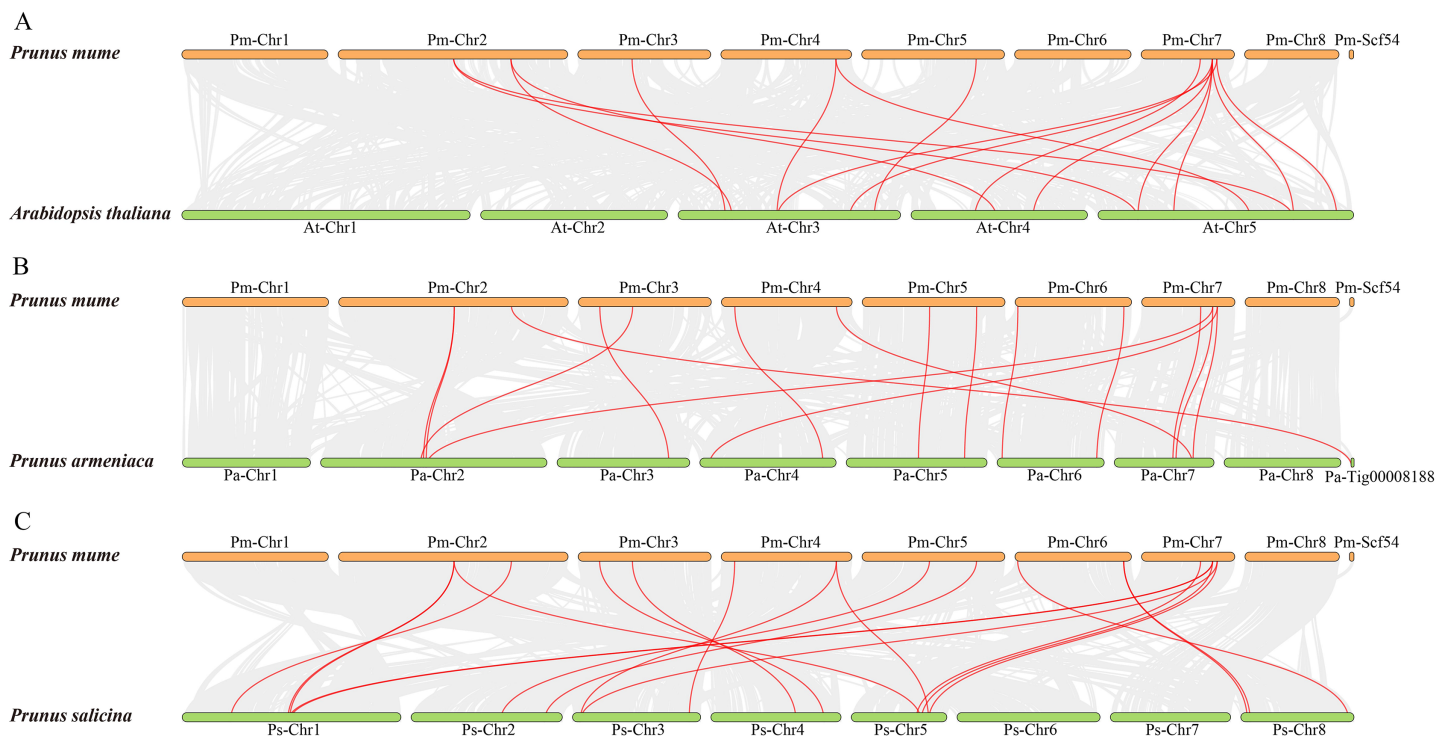 A
Prunus mume Pm-Chr1 Pm-Chr2 Pm-Chr3 Pm-Chr4 Pm-Chr5 Pm-Chr6 Pm-Chr7 Pm-Chr8 Pm-Scf54
Arabidopsis thaliana
At-Chr1 At-Chr2 At-Chr3 At-Chr4 At-Chr5
B
Prunus mume Pm-Chr1 Pm-Chr2 Pm-Chr3 Pm-Chr4 Pm-Chr5 Pm-Chr6 Pm-Chr7 Pm-Chr8 Pm-Scf54
Prunus armeniaca
Pa-Chr1 Pa-Chr2 Pa-Chr3 Pa-Chr4 Pa-Chr5 Pa-Chr6 Pa-Chr7 Pa-Chr8 Pa-Tig00008188
C
Prunus mume Pm-Chr1 Pm-Chr2 Pm-Chr3 Pm-Chr4 Pm-Chr5 Pm-Chr6 Pm-Chr7 Pm-Chr8 Pm-Scf54
Prunus salicina
Ps-Chr1 Ps-Chr2 Ps-Chr3 Ps-Chr4 Ps-Chr5 Ps-Chr6 Ps-Chr7 Ps-Chr8